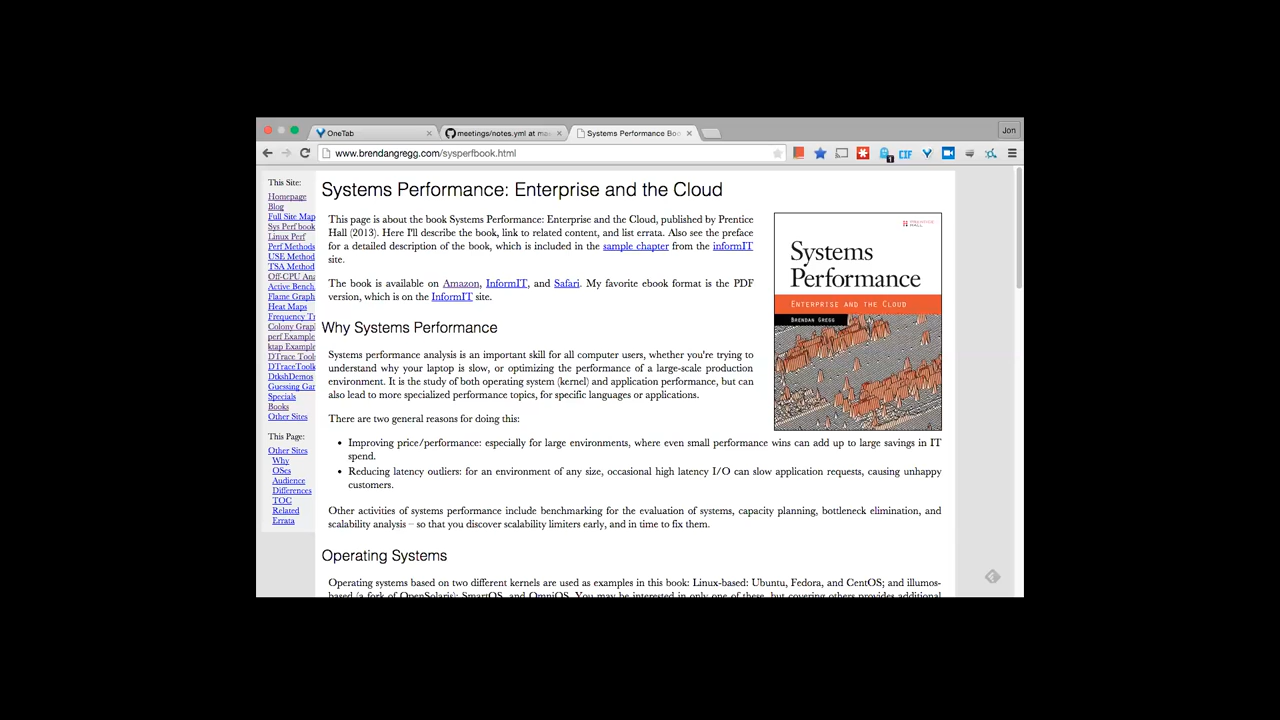 OneTab
meetings/notes.yml at ma
Systems Performance Boo
Jon
www.brendangregg.com/sysperfbook.html
1
CIF
This Site:
Homepage
Blog
Full Site Map
Sys Perf book
Linux Perf
Perf Methods
USE Method
TSA Method
Off-CPU Ana
Active Bench.
Flame Graph
Heat Maps
Frequency Tr
Colony Grap
perf Example
ktap Example
DTrace Tool
DTraceToolk
DtkshDemos
Guessing Gan
Specials
Books
Other Sites
This Page:
Other Sites
Why
OSes
Audience
Differences
TOC
Related
Errata
Systems Performance: Enterprise and the Cloud
This page is about the book Systems Performance: Enterprise and the Cloud, published by Prentice
Hall (2013). Here I'll describe the book, link to related content, and list errata. Also see the preface
for a detailed description of the book, which is included in the sample chapter from the informIT
site.
The book is available on Amazon, InformIT, and Safari. My favorite ebook format is the PDF
version, which is on the InformIT site.
PRENTICE
HALL
Systems
Performance
ENTERPRISE AND THE CLOUD
BRENDAN GREGG
Why Systems Performance
Systems performance analysis is an important skill for all computer users, whether you're trying to
understand why your laptop is slow, or optimizing the performance of a large-scale production
environment. It is the study of both operating system (kernel) and application performance, but can
also lead to more specialized performance topics, for specific languages or applications.
There are two general reasons for doing this:
• Improving price/performance: especially for large environments, where even small performance wins can add up to large savings in IT
spend.
• Reducing latency outliers: for an environment of any size, occasional high latency I/O can slow application requests, causing unhappy
customers.
Other activities of systems performance include benchmarking for the evaluation of systems, capacity planning, bottleneck elimination, and
scalability analysis – so that you discover scalability limiters early, and in time to fix them.
Operating Systems
Operating systems based on two different kernels are used as examples in this book: Linux-based: Ubuntu, Fedora, and CentOS; and illumos-
based (a fork of OpenSolaris): SmartOS, and OmniOS. You may be interested in only one of these, but covering others provides additional